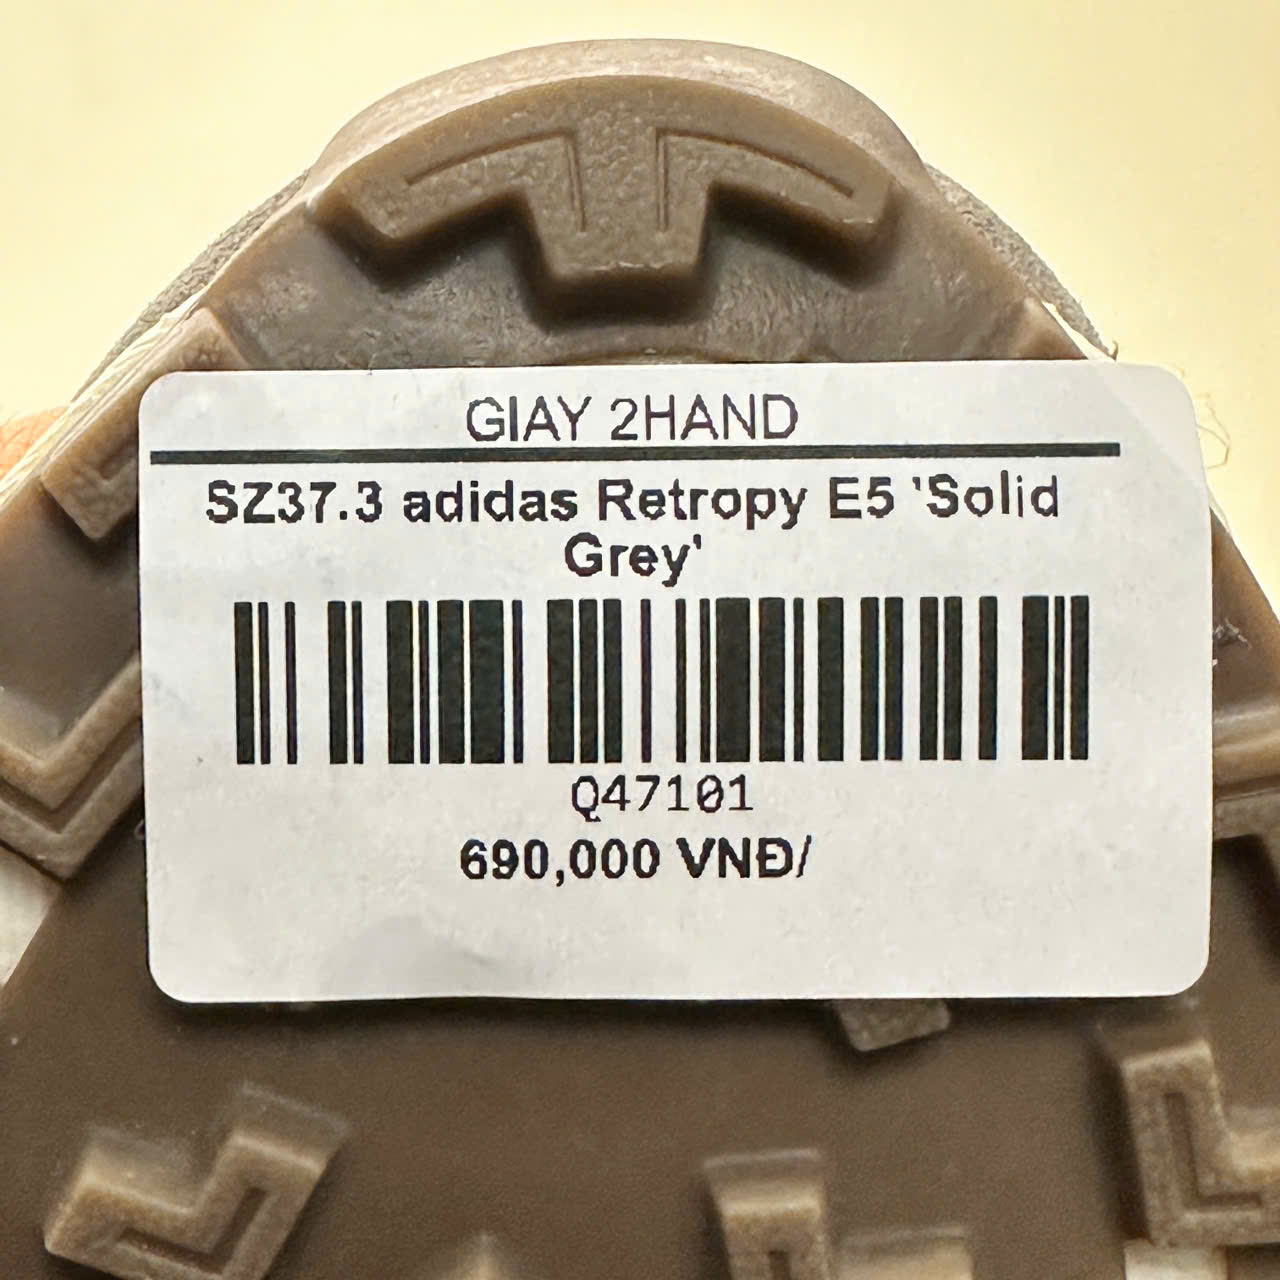 GIAY 2HAND
SZ37.3 adidas Retropy E5 'Solid
Grey'
Q47101
690,000 VNĐ/